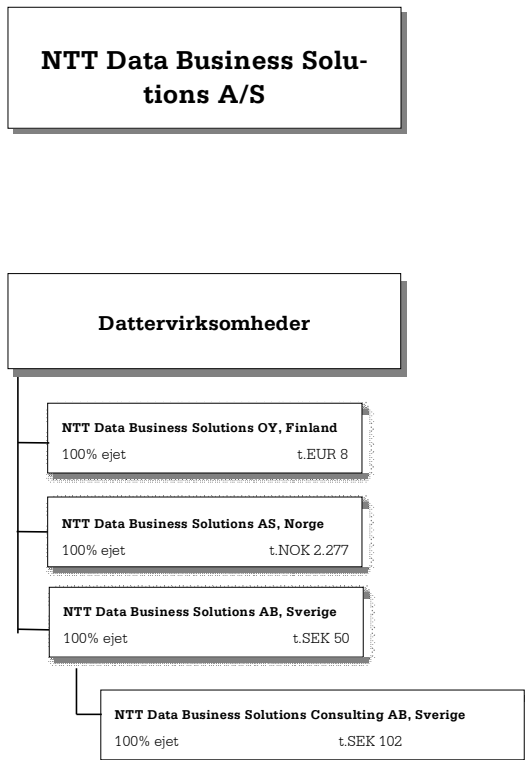 NTT Data Business Solu-
tions A/S
Dattervirksomheder
NTT Data Business Solutions OY, Finland
100% ejet t.EUR 8
NTT Data Business Solutions AS, Norge
100% ejet t.NOK 2.277
NTT Data Business Solutions AB, Sverige
100% ejet t.SEK 50
NTT Data Business Solutions Consulting AB, Sverige
100% ejet t.SEK 102